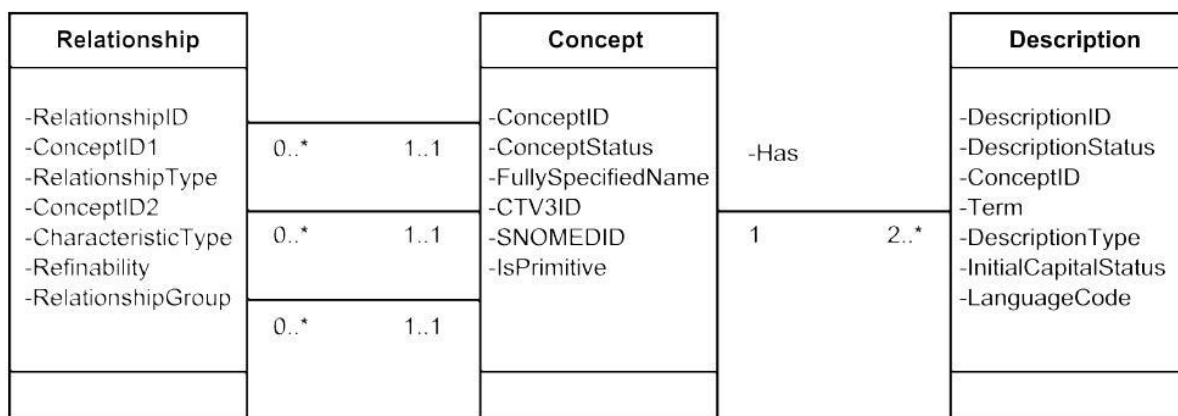 Relationship
-RelationshipID
-ConceptID1
-RelationshipType
-ConceptID2
-CharacteristicType
-Refinability
-RelationshipGroup
0..* 1..1
0..* 1..1
0..* 1..1
Concept
-ConceptID
-ConceptStatus
-FullySpecifiedName
-CTV3ID
-SNOMEDID
-IsPrimitive
-Has
1 2..*
Description
-DescriptionID
-DescriptionStatus
-ConceptID
-Term
-DescriptionType
-InitialCapitalStatus
-LanguageCode